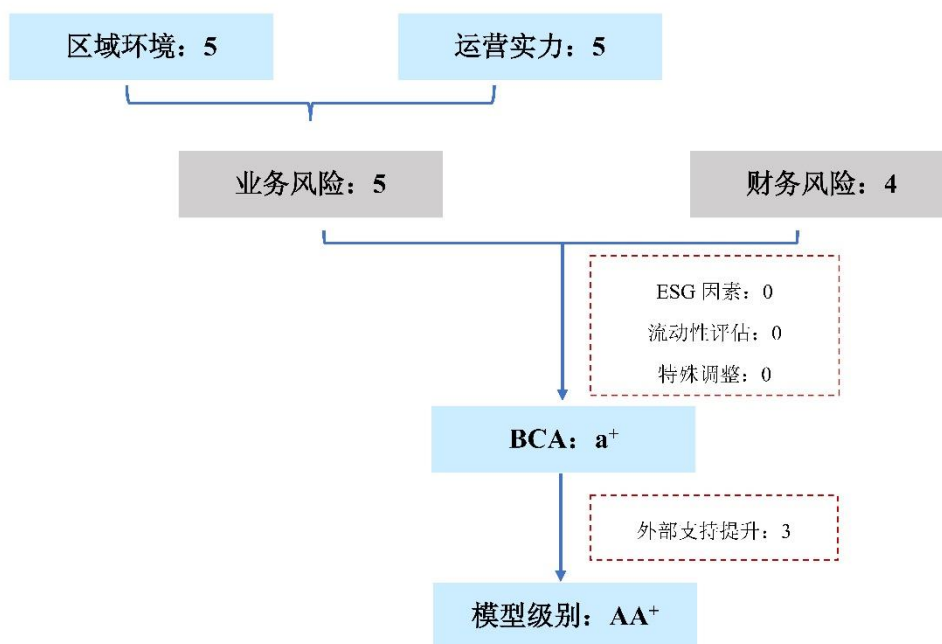 区域环境：5
运营实力：5
业务风险：5
财务风险：4
ESG 因素：0
流动性评估：0
特殊调整：0
BCA：a⁺
外部支持提升：3
模型级别：AA⁺